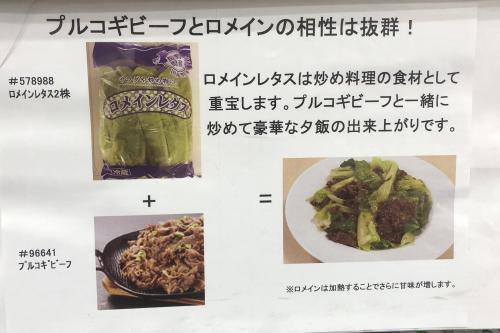 プルコギビーフとロメインの相性は抜群！
#578988
ロメインレタス2株
ロメインレタス
冷蔵
ロメインレタスは炒め料理の食材として
重宝します。プルコギビーフと一緒に
炒めて豪華な夕飯の出来上がりです。
+
=
#96641
プルコギビーフ
※ロメインは加熱することでさらに甘味が増します。